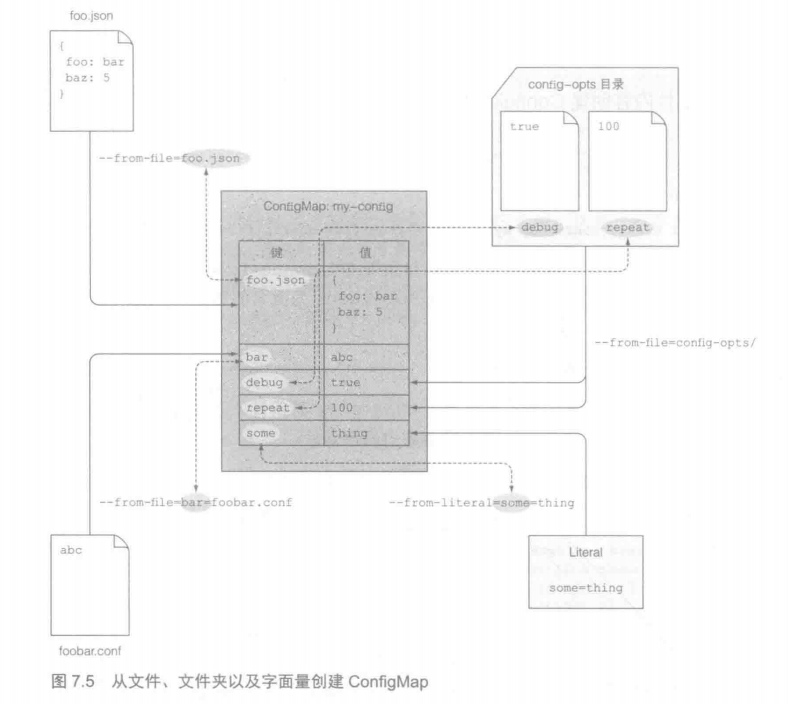 foo.json
{
foo: bar
baz: 5
}
--from-file=foo.json
config-opts 目录
true
100
debug
repeat
ConfigMap: my-config
键 值
foo.json
{
foo: bar
baz: 5
}
bar abc
debug true
repeat 100
some thing
--from-file=config-opts/
--from-file=bar=foobar.conf
--from-literal=some=thing
abc
foobar.conf
Literal
some=thing
图 7.5 从文件、文件夹以及字面量创建 ConfigMap